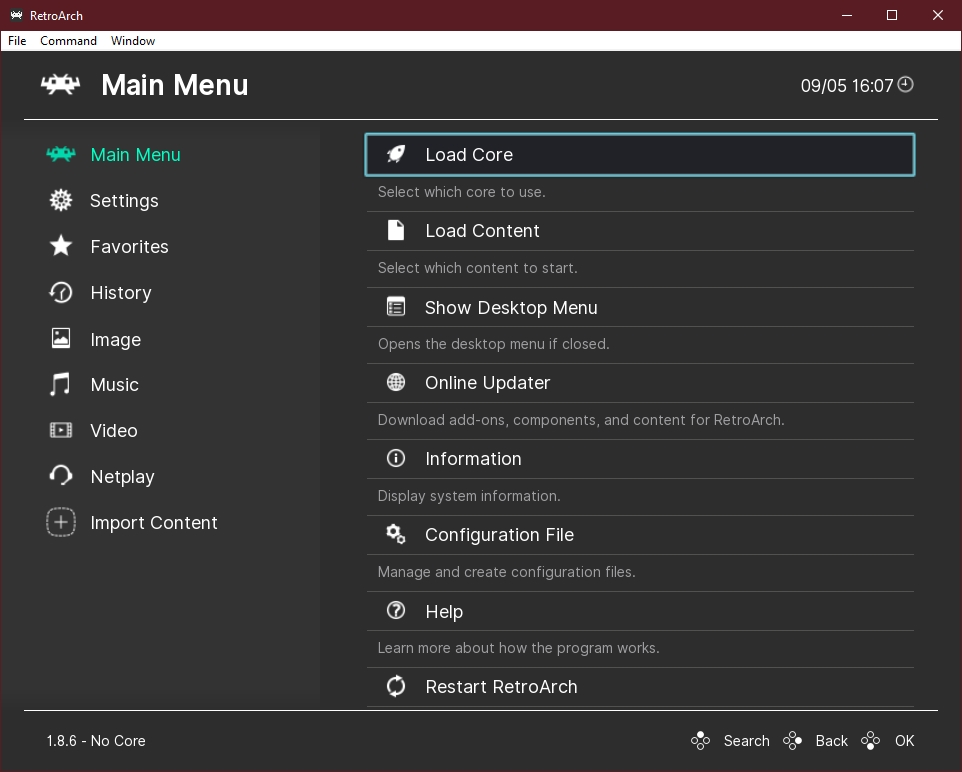 RetroArch
File Command Window
Main Menu
09/05 16:07
Main Menu
Settings
Favorites
History
Image
Music
Video
Netplay
Import Content
Load Core
Select which core to use.
Load Content
Select which content to start.
Show Desktop Menu
Opens the desktop menu if closed.
Online Updater
Download add-ons, components, and content for RetroArch.
Information
Display system information.
Configuration File
Manage and create configuration files.
Help
Learn more about how the program works.
Restart RetroArch
1.8.6 - No Core
Search Back OK